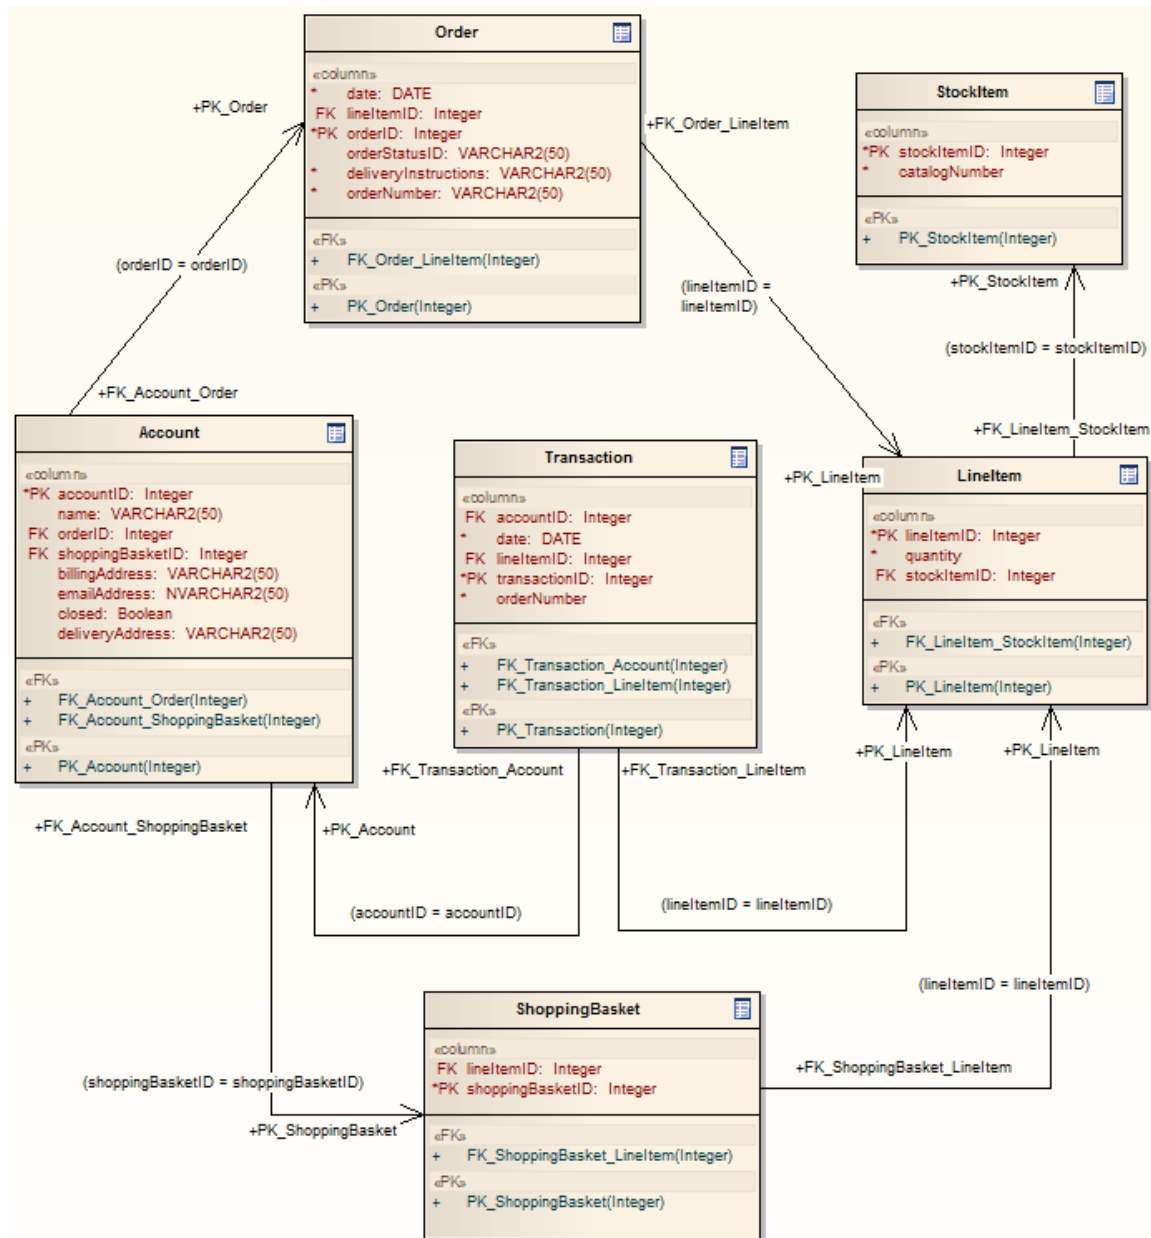 Order
«column»
* date: DATE
FK lineItemID: Integer
*PK orderID: Integer
orderStatusID: VARCHAR2(50)
* deliveryInstructions: VARCHAR2(50)
* orderNumber: VARCHAR2(50)
«FK»
+ FK_Order_LineItem(Integer)
«PK»
+ PK_Order(Integer)
+PK_Order
+FK_Order_LineItem
StockItem
«column»
*PK stockItemID: Integer
* catalogNumber
«PK»
+ PK_StockItem(Integer)
+PK_StockItem
(orderID = orderID)
(lineItemID =
lineItemID)
(stockItemID = stockItemID)
+FK_Account_Order
+FK_LineItem_StockItem
+PK_LineItem
Account
«column»
*PK accountID: Integer
name: VARCHAR2(50)
FK orderID: Integer
FK shoppingBasketID: Integer
billingAddress: VARCHAR2(50)
emailAddress: NVARCHAR2(50)
closed: Boolean
deliveryAddress: VARCHAR2(50)
«FK»
+ FK_Account_Order(Integer)
+ FK_Account_ShoppingBasket(Integer)
«PK»
+ PK_Account(Integer)
Transaction
«column»
FK accountID: Integer
* date: DATE
FK lineItemID: Integer
*PK transactionID: Integer
* orderNumber
«FK»
+ FK_Transaction_Account(Integer)
+ FK_Transaction_LineItem(Integer)
«PK»
+ PK_Transaction(Integer)
LineItem
«column»
*PK lineItemID: Integer
* quantity
FK stockItemID: Integer
«FK»
+ FK_LineItem_StockItem(Integer)
«PK»
+ PK_LineItem(Integer)
+PK_LineItem
+PK_LineItem
+FK_Transaction_Account
+FK_Transaction_LineItem
+FK_Account_ShoppingBasket
+PK_Account
(accountID = accountID)
(lineItemID = lineItemID)
(lineItemID = lineItemID)
ShoppingBasket
«column»
FK lineItemID: Integer
*PK shoppingBasketID: Integer
«FK»
+ FK_ShoppingBasket_LineItem(Integer)
«PK»
+ PK_ShoppingBasket(Integer)
+FK_ShoppingBasket_LineItem
(shoppingBasketID = shoppingBasketID)
+PK_ShoppingBasket